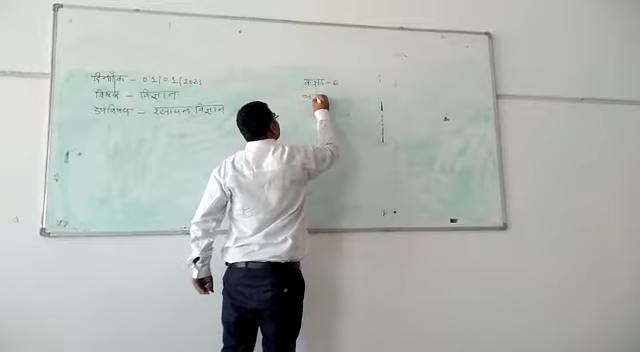 दिनाँक - 01/01/2021
विषय - विज्ञान
उपविषय - रसायन विज्ञान
कक्षा - 6